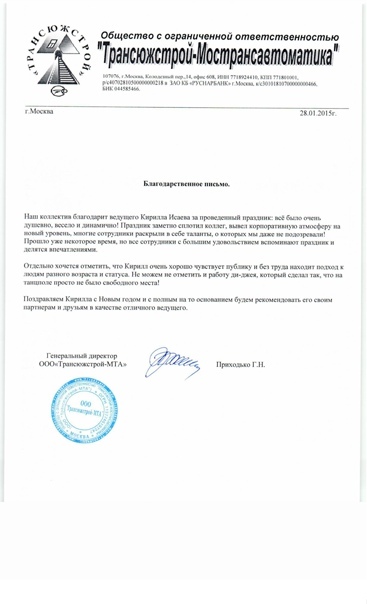 ТРАНСЮЖСТРОЙ
Общество с ограниченной ответственностью
"Трансюжстрой-Мострансавтоматика"
107076, г.Москва, Колодезный пер.,14, офис 608, ИНН 7718924410, КПП 771801001,
БИК 044585466.
г.Москва
28.01.2015г.
Благодарственное письмо.
Наш коллектив благодарит ведущего Кирилла Исаева за проведенный праздник: всё было очень
душевно, весело и динамично! Праздник заметно сплотил коллег, вывел корпоративную атмосферу на
новый уровень, многие сотрудники раскрыли в себе таланты, о которых мы даже не подозревали!
Прошло уже некоторое время, но все сотрудники с большим удовольствием вспоминают праздник и
делятся впечатлениями.
Отдельно хочется отметить, что Кирилл очень хорошо чувствует публику и без труда находит подход к
людям разного возраста и статуса. Не можем не отметить и работу ди-джея, который сделал так, что на
танцполе просто не было свободного места!
Поздравляем Кирилла с Новым годом и с полным на то основанием будем рекомендовать его своим
партнерам и друзьям в качестве отличного ведущего.
Генеральный директор
ООО«Трансюжстрой-МТА»
Приходько Г.Н.
ООО
Трансюжстрой МТА
МОСКВА